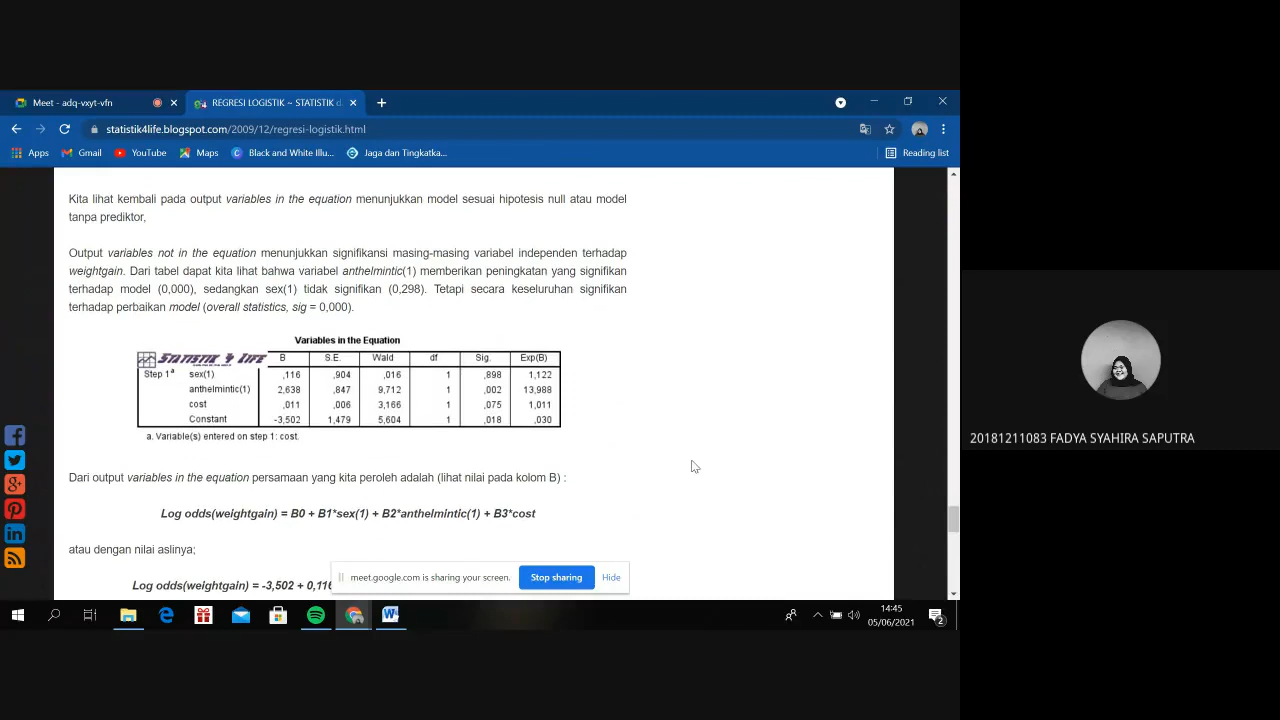 Meet - adq-vxyt-vfn
REGRESI LOGISTIK ~ STATISTIK d
statistik4life.blogspot.com/2009/12/regresi-logistik.html
Apps Gmail YouTube Maps Black and White Illu... Jaga dan Tingkatka... Reading list
Kita lihat kembali pada output variables in the equation menunjukkan model sesuai hipotesis null atau model
tanpa prediktor,
Output variables not in the equation menunjukkan signifikansi masing-masing variabel independen terhadap
weightgain. Dari tabel dapat kita lihat bahwa variabel anthelmintic(1) memberikan peningkatan yang signifikan
terhadap model (0,000), sedangkan sex(1) tidak signifikan (0,298). Tetapi secara keseluruhan signifikan
terhadap perbaikan model (overall statistics, sig = 0,000).
Variables in the Equation
STATISTIK 4 LIFE B S.E. Wald df Sig. Exp(B)
Step 1a sex(1) ,116 ,904 ,016 1 ,898 1,122
anthelmintic(1) 2,638 ,847 9,712 1 ,002 13,988
cost ,011 ,006 3,166 1 ,075 1,011
Constant -3,502 1,479 5,604 1 ,018 ,030
a. Variable(s) entered on step 1: cost.
Dari output variables in the equation persamaan yang kita peroleh adalah (lihat nilai pada kolom B) :
Log odds(weightgain) = B0 + B1*sex(1) + B2*anthelmintic(1) + B3*cost
atau dengan nilai aslinya;
Log odds(weightgain) = -3,502 + 0,116
meet.google.com is sharing your screen. Stop sharing Hide
14:45
05/06/2021
2
20181211083 FADYA SYAHIRA SAPUTRA